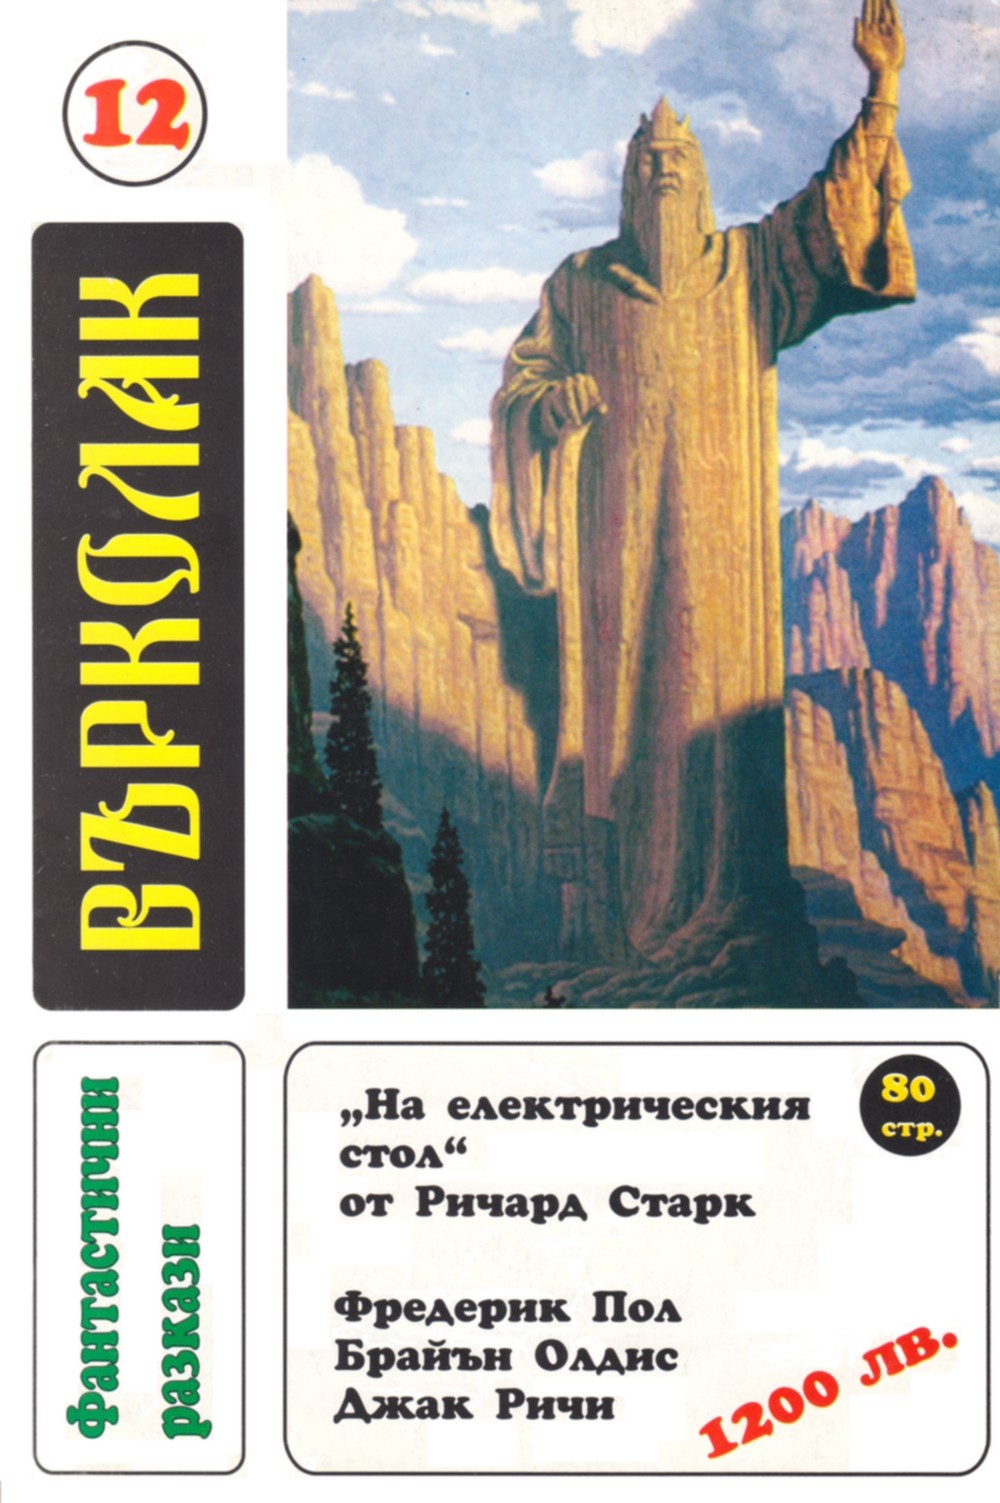 12
ВЪРКОЛАК
Фантастични
разкази
„На електрическия
стол“
от Ричард Старк
80
стр.
Фредерик Пол
Брайън Олдис
Джак Ричи
1200 лв.